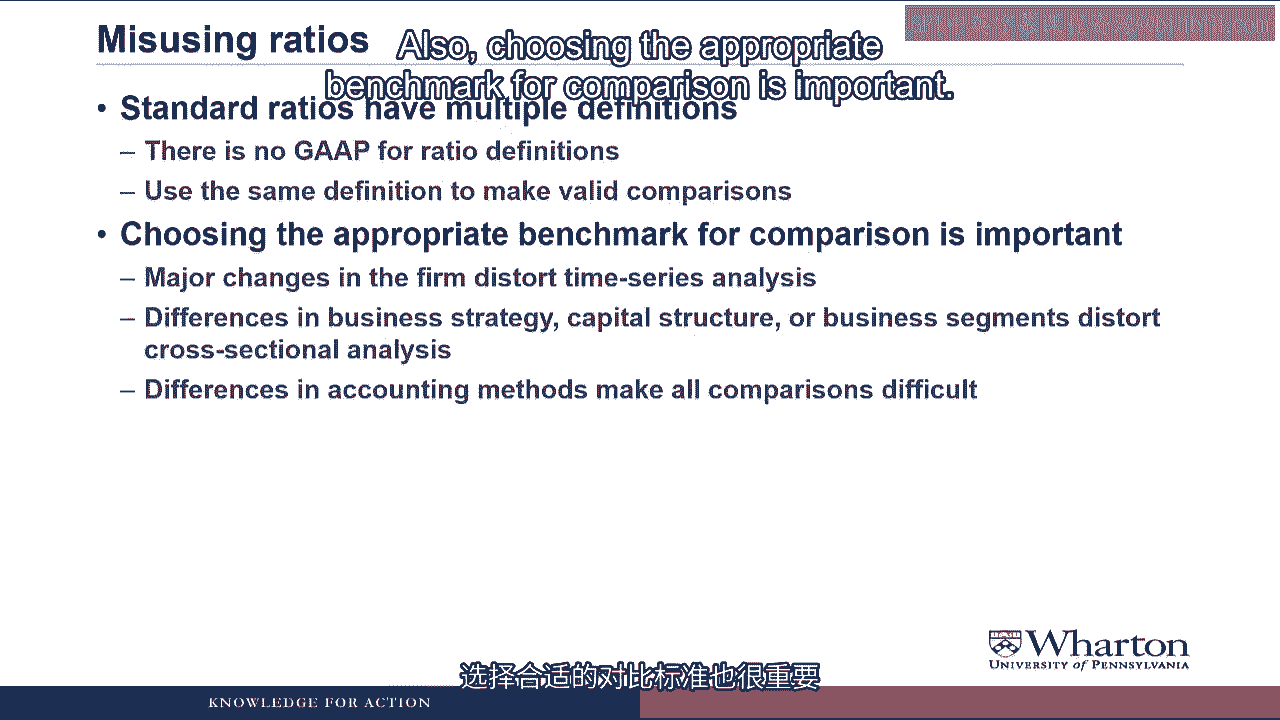 Misusing ratios
Also, choosing the appropriate
benchmark for comparison is important.
• Standard ratios have multiple definitions
– There is no GAAP for ratio definitions
– Use the same definition to make valid comparisons
• Choosing the appropriate benchmark for comparison is important
– Major changes in the firm distort time-series analysis
– Differences in business strategy, capital structure, or business segments distort
cross-sectional analysis
– Differences in accounting methods make all comparisons difficult
Wharton
UNIVERSITY of PENNSYLVANIA
选择合适的对比标准也很重要
KNOWLEDGE FOR ACTION